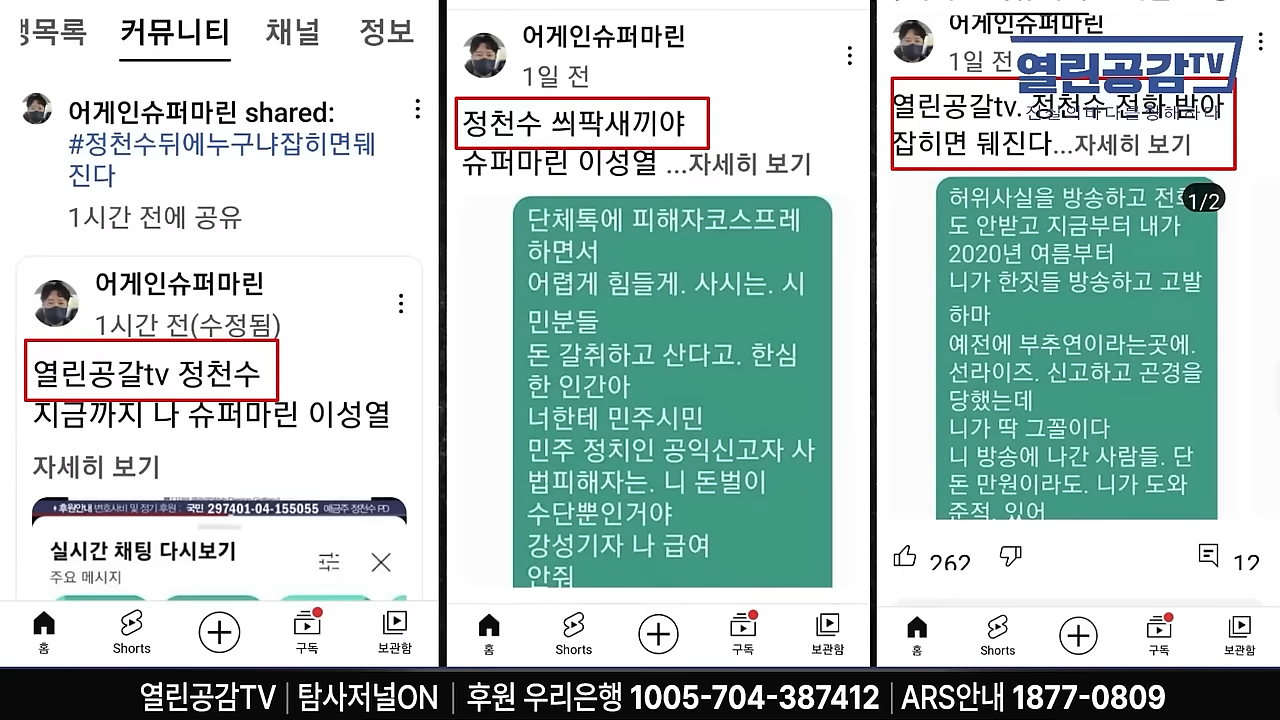 행목록 커뮤니티 채널 정보
어게인슈퍼마린 shared:
#정천수뒤에누구냐잡히면뒈
진다
1시간 전에 공유
어게인슈퍼마린
1시간 전(수정됨)
열린공갈tv 정천수
지금까지 나 슈퍼마린 이성열
자세히 보기
후원안내 변호사비 및 정기 후원 : 국민 297401-04-155055 예금주 정천수 PD
실시간 채팅 다시보기
주요 메시지
홈
Shorts
구독
보관함
어게인슈퍼마린
1일 전
정천수 씌팍새끼야
슈퍼마린 이성열 ...자세히 보기
단체톡에 피해자코스프레
하면서
어렵게 힘들게. 사시는. 시
민분들
돈 갈취하고 산다고. 한심
한 인간아
너한테 민주시민
민주 정치인 공익신고자 사
법피해자는. 니 돈벌이
수단뿐인거야
강성기자 나 급여
안줘
홈
Shorts
구독
보관함
어게인슈퍼마린
1일 전
열린공감TV
열린공갈tv. 정천수 전화 받아
잡히면 뒈진다...자세히 보기
허위사실을 방송하고 전화
1/2
도 안받고 지금부터 내가
2020년 여름부터
니가 한짓들 방송하고 고발
하마
예전에 부추연이라는곳에.
선라이즈. 신고하고 곤경을
당했는데
니가 딱 그꼴이다
니 방송에 나간 사람들. 단
돈 만원이라도. 니가 도와
준적. 있어
262
12
홈
Shorts
구독
보관함
열린공감TV | 탐사저널ON | 후원 우리은행 1005-704-387412 | ARS안내 1877-0809